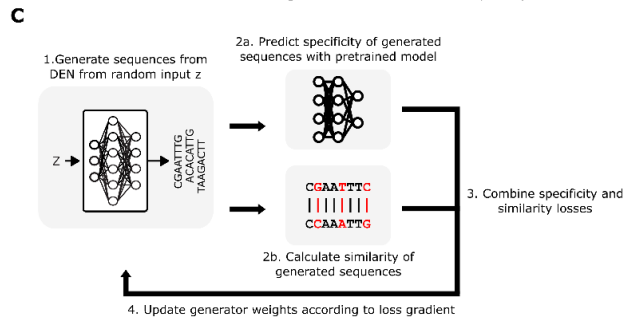 C
1.Generate sequences from
DEN from random input z
2a. Predict specificity of generated
sequences with pretrained model
Z
CGAATTTG
ACACATTG
TAAGACTT
CGAATTTC
CCAAATTG
3. Combine specificity and
similarity losses
2b. Calculate similarity of
generated sequences
4. Update generator weights according to loss gradient